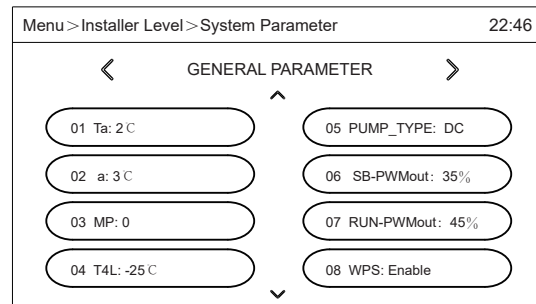 Menu＞Installer Level＞System Parameter 22:46
《 GENERAL PARAMETER 》
01 Ta: 2℃
02 a: 3℃
03 MP: 0
04 T4L: -25℃
05 PUMP_TYPE: DC
06 SB-PWMout: 35%
07 RUN-PWMout: 45%
08 WPS: Enable